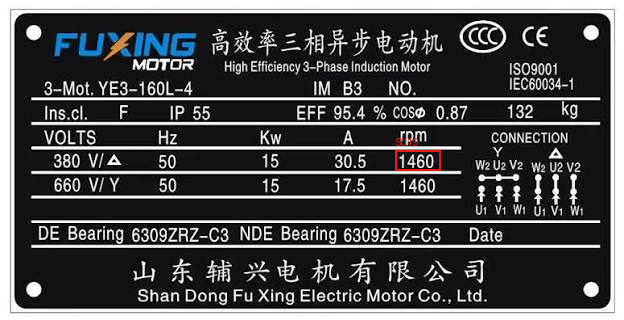 FUXING
MOTOR
高效率三相异步电动机
High Efficiency 3-Phase Induction Motor
CCC CE
ISO9001
IEC60034-1
3-Mot. YE3-160L-4 IM B3 NO.
Ins.cl. F IP 55 EFF 95.4 % COSΦ 0.87 132 kg
VOLTS Hz Kw A rpm
380 V/△ 50 15 30.5 1460
660 V/Y 50 15 17.5 1460
CONNECTION
Y △
W2 U2 V2 W2 U2 V2
U1 V1 W1 U1 V1 W1
DE Bearing 6309ZRZ-C3 NDE Bearing 6309ZRZ-C3 Date
山东辅兴电机有限公司
Shan Dong Fu Xing Electric Motor Co., Ltd.